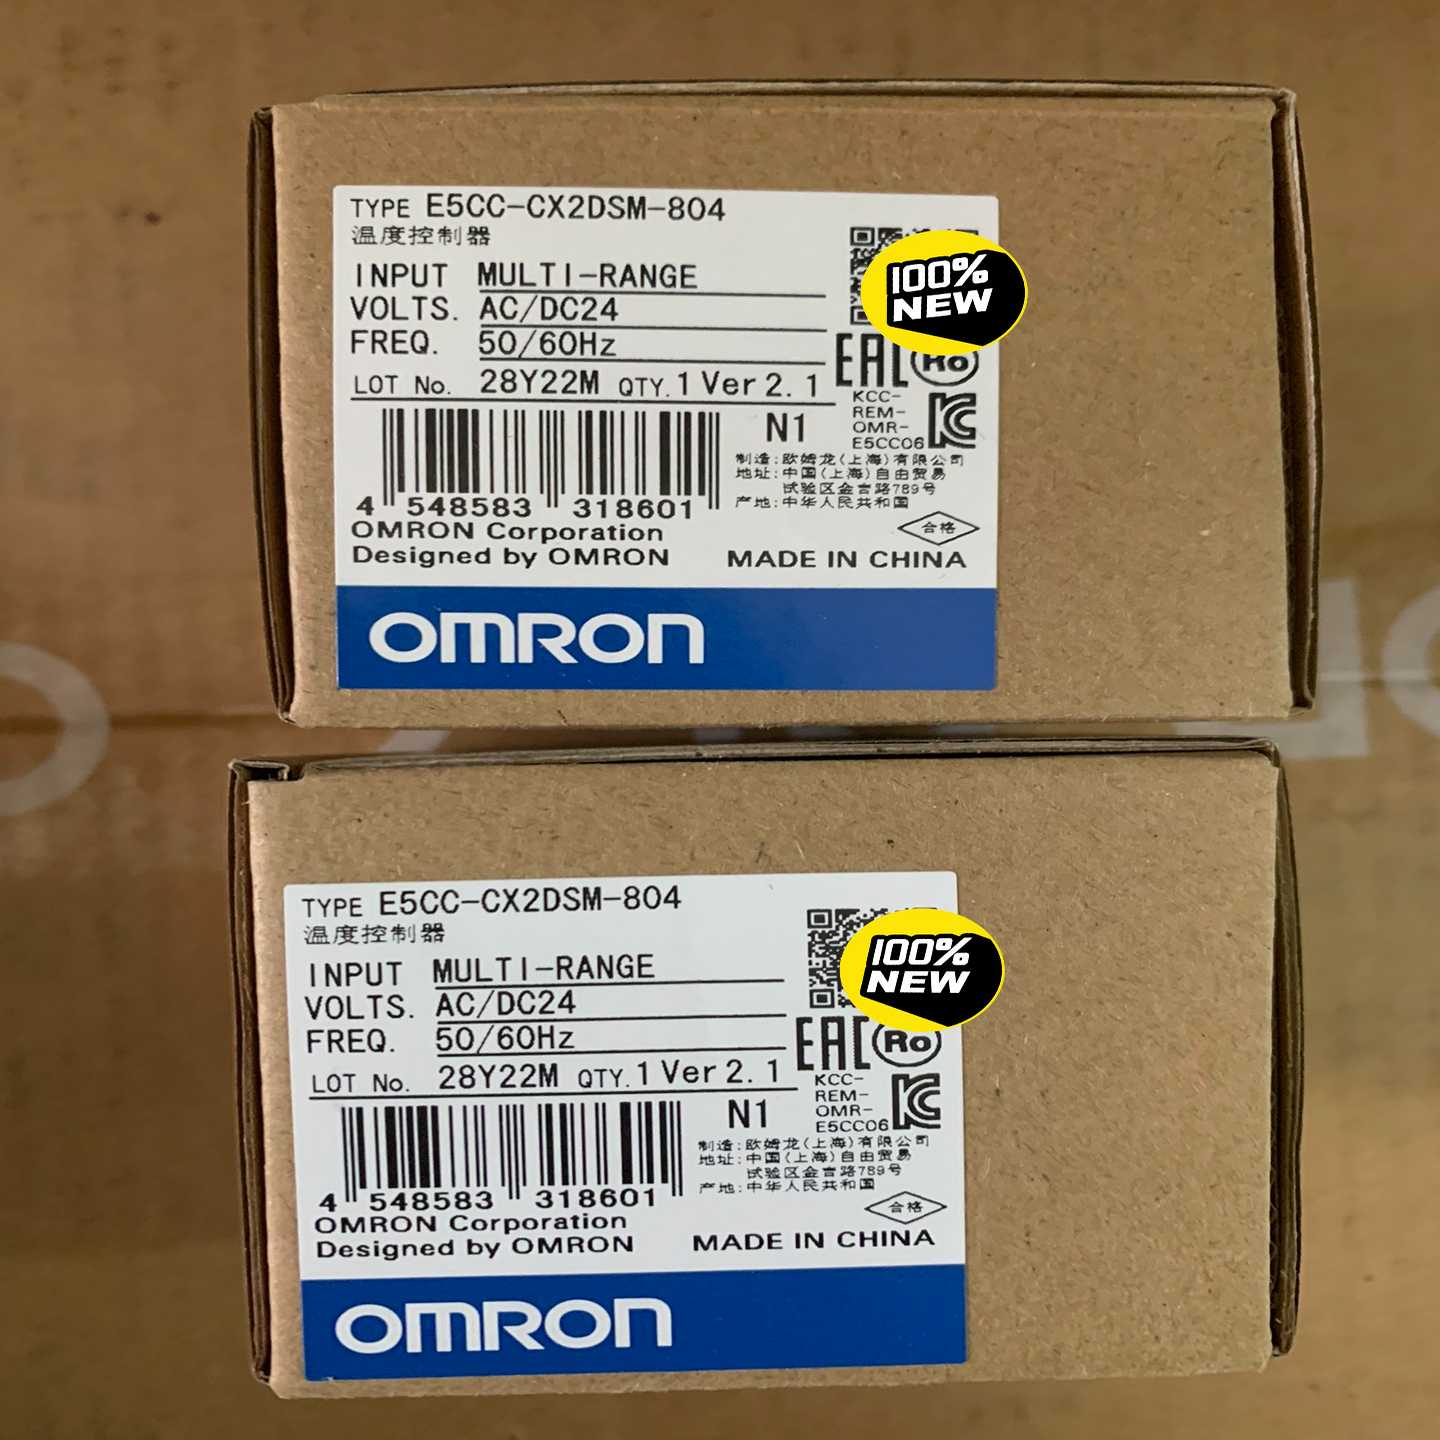 TYPE E5CC-CX2DSM-804
温度控制器
INPUT MULTI-RANGE
VOLTS. AC/DC24
FREQ. 50/60Hz
LOT No. 28Y22M QTY.1 Ver 2.1
100%
NEW
EAC Ro
N1
KCC-
REM-
OMR-
E5CC06
制造:欧姆龙(上海)有限公司
地址:中国(上海)自由贸易
试验区金吉路789号
产地:中华人民共和国
4 548583 318601
OMRON Corporation
Designed by OMRON
合格
MADE IN CHINA
OMRON
TYPE E5CC-CX2DSM-804
温度控制器
INPUT MULTI-RANGE
VOLTS. AC/DC24
FREQ. 50/60Hz
LOT No. 28Y22M QTY.1 Ver 2.1
100%
NEW
EAC Ro
N1
KCC-
REM-
OMR-
E5CC06
制造:欧姆龙(上海)有限公司
地址:中国(上海)自由贸易
试验区金吉路789号
产地:中华人民共和国
4 548583 318601
OMRON Corporation
Designed by OMRON
合格
MADE IN CHINA
OMRON